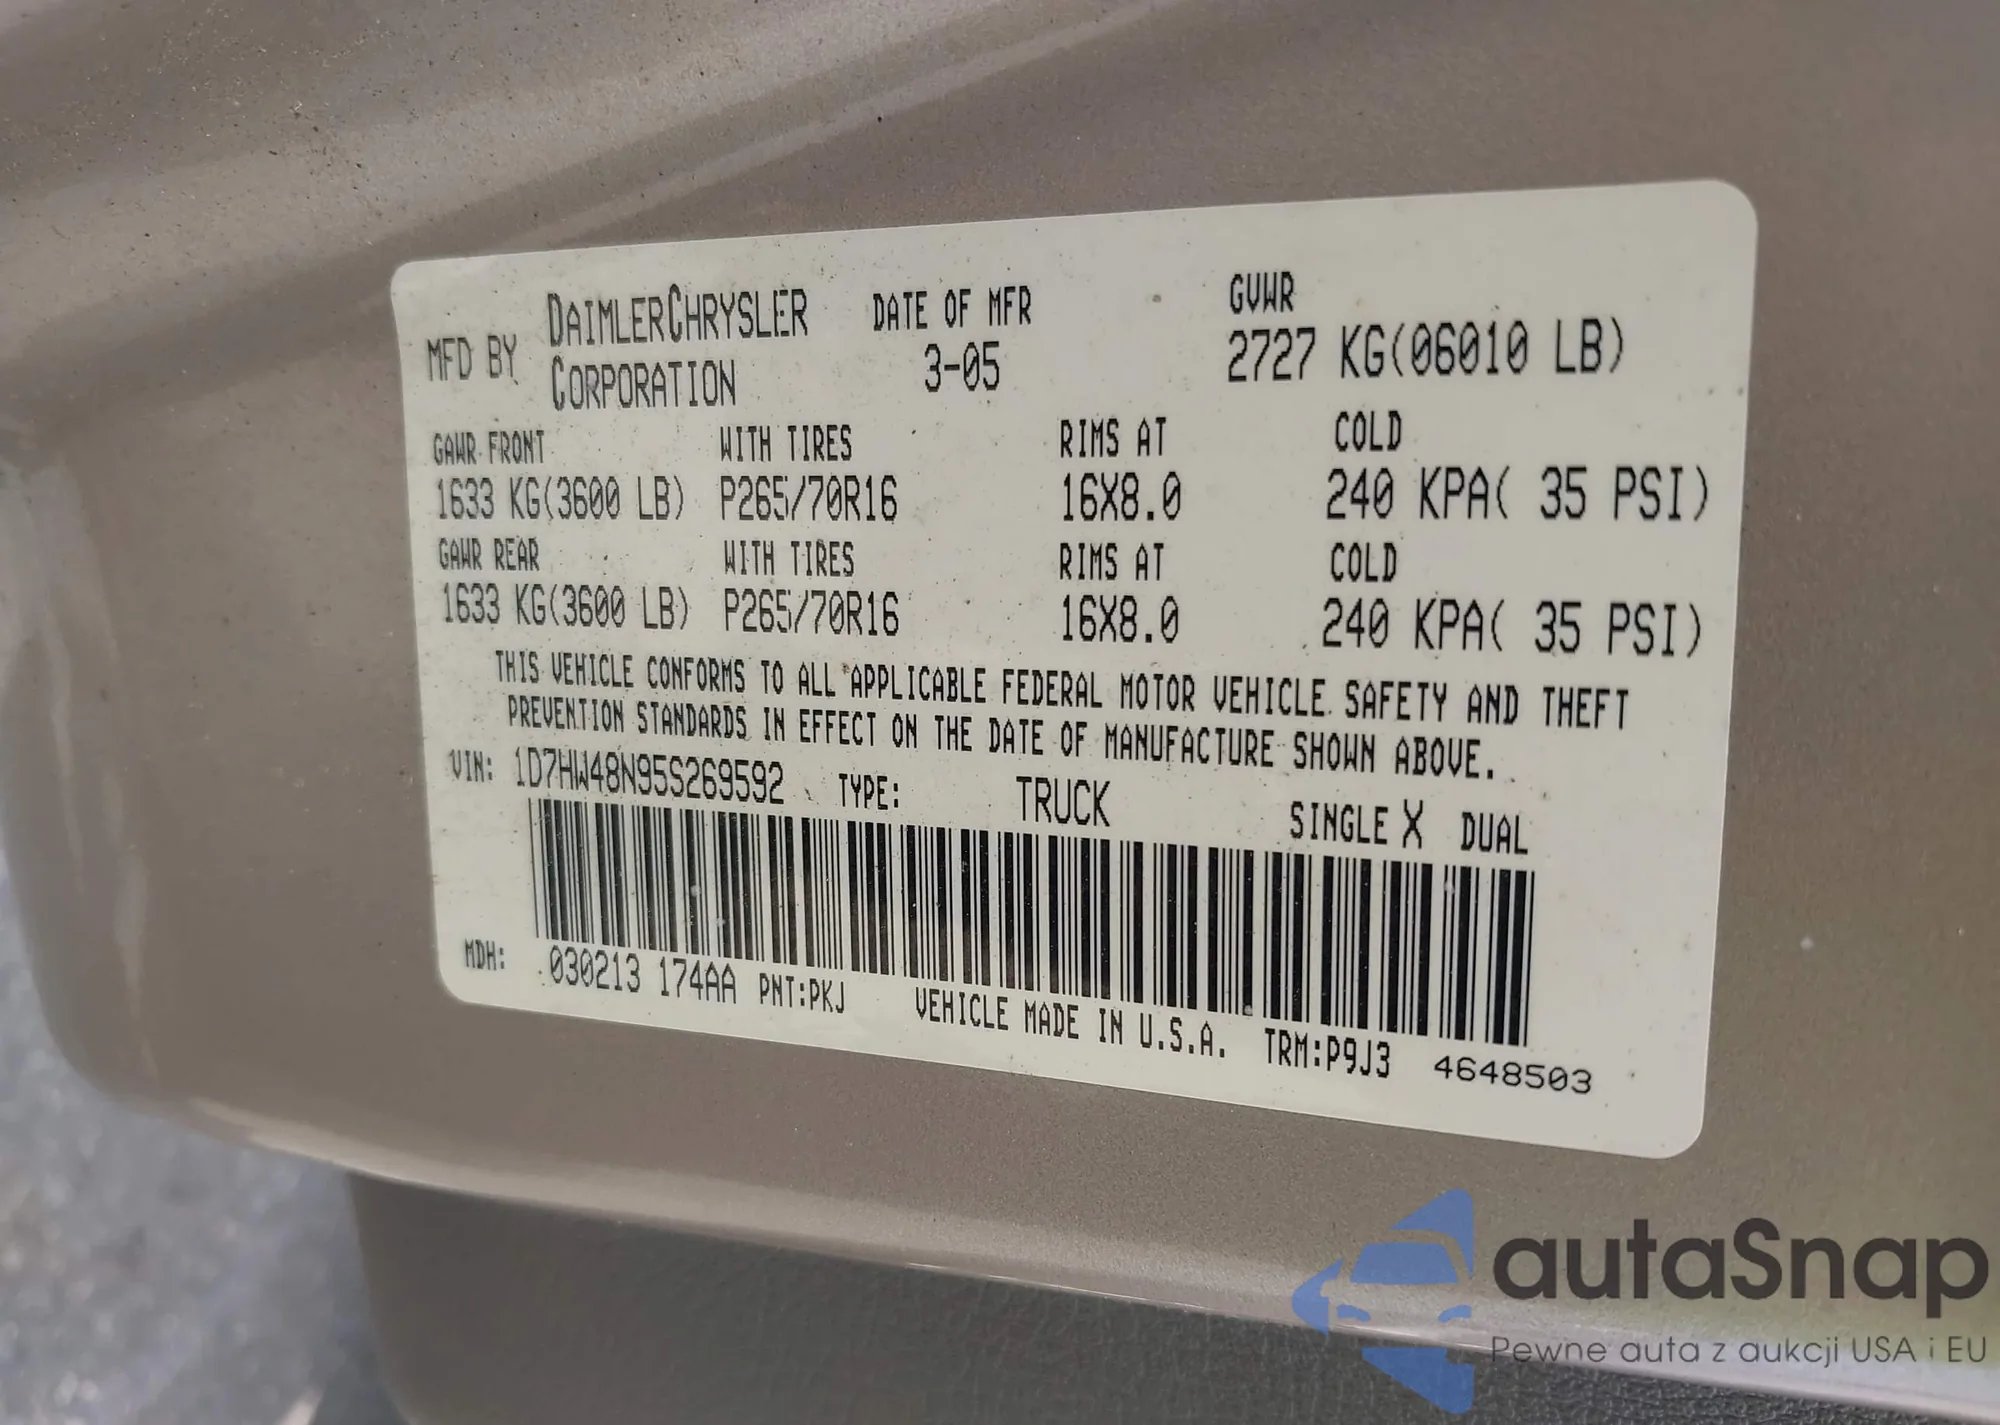 MFD BY DAIMLERCHRYSLER CORPORATION DATE OF MFR 3-05 GVWR 2727 KG(06010 LB)
GAWR FRONT WITH TIRES RIMS AT COLD
1633 KG(3600 LB) P265/70R16 16X8.0 240 KPA( 35 PSI)
GAWR REAR WITH TIRES RIMS AT COLD
1633 KG(3600 LB) P265/70R16 16X8.0 240 KPA( 35 PSI)
THIS VEHICLE CONFORMS TO ALL APPLICABLE FEDERAL MOTOR VEHICLE SAFETY AND THEFT
PREVENTION STANDARDS IN EFFECT ON THE DATE OF MANUFACTURE SHOWN ABOVE.
VIN: 1D7HW48N95S269592 TYPE: TRUCK SINGLE X DUAL
MDH: 030213 174AA PNT:PKJ VEHICLE MADE IN U.S.A. TRM:P9J3 4648503
autaSnap
Pewne auta z aukcji USA i EU